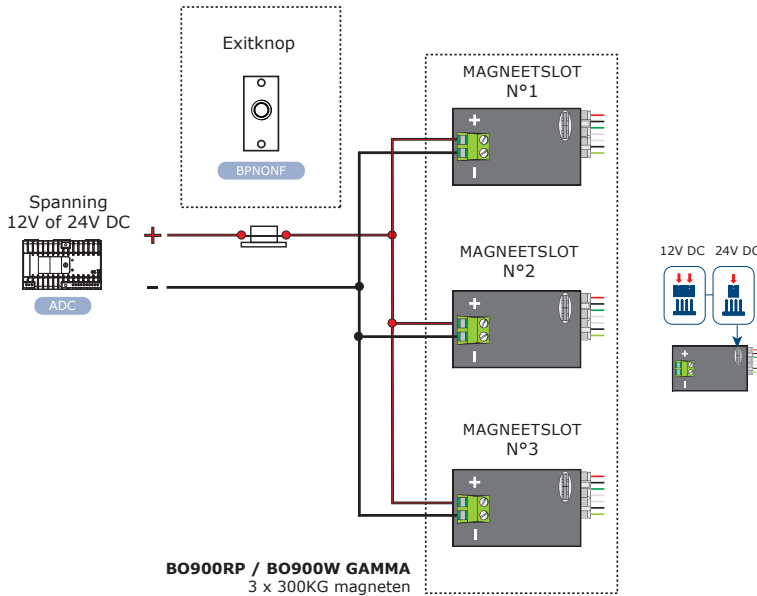 Exitknop
BPNONF
Spanning
12V of 24V DC
ADC
+
−
MAGNEETSLOT
N°1
+
−
MAGNEETSLOT
N°2
+
−
MAGNEETSLOT
N°3
+
−
12V DC 24V DC
+
−
BO900RP / BO900W GAMMA
3 x 300KG magneten